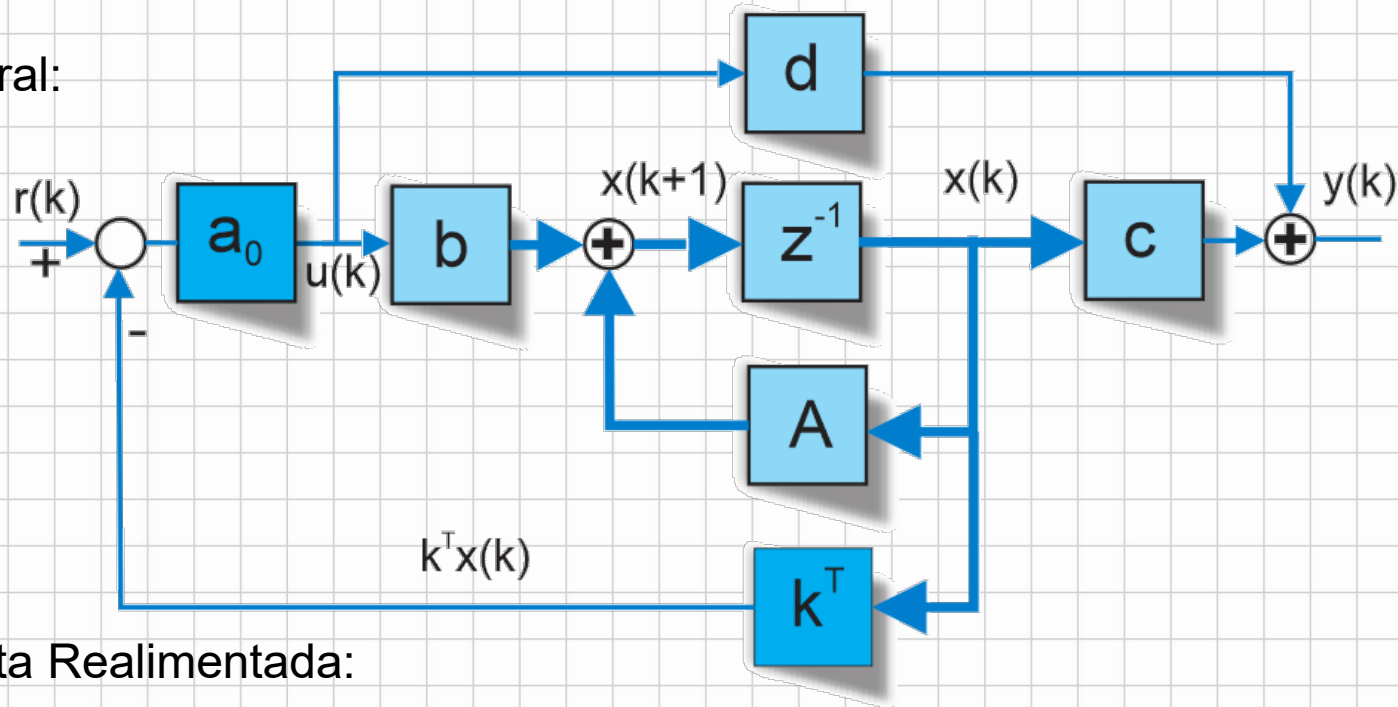 ral:
d
r(k)
+
a₀
u(k)
b
x(k+1)
+
z⁻¹
x(k)
c
+
y(k)
-
A
kᵀx(k)
kᵀ
ta Realimentada: